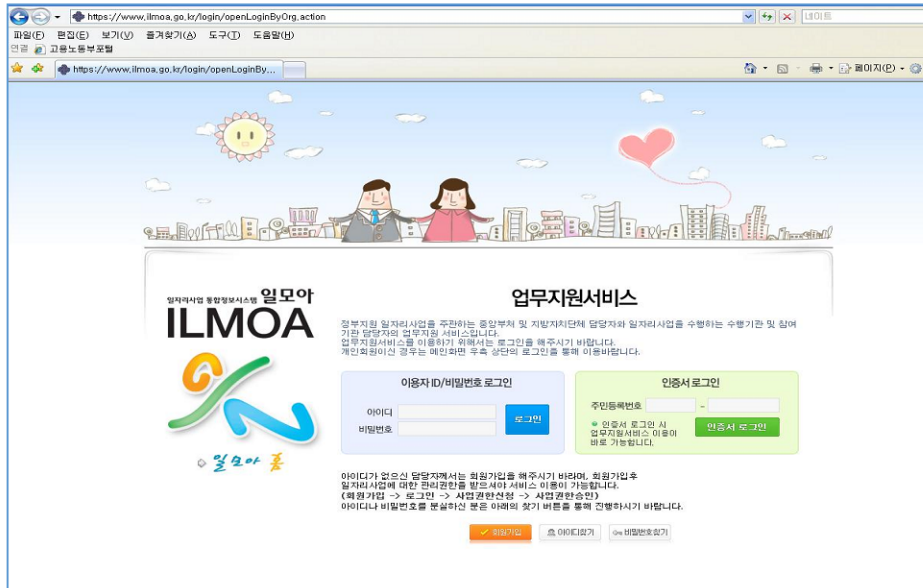 https://www.ilmoa.go.kr/login/openLoginByOrg.action
네이트
파일(F) 편집(E) 보기(V) 즐겨찾기(A) 도구(T) 도움말(H)
연결 고용노동부포털
https://www.ilmoa.go.kr/login/openLoginBy...
페이지(P)
일자리사업 통합정보시스템 일모아
ILMOA
일모아 홈
업무지원서비스
정부지원 일자리사업을 주관하는 중앙부처 및 지방자치단체 담당자와 일자리사업을 수행하는 수행기관 및 참여
기관 담당자의 업무지원 서비스입니다.
업무지원서비스를 이용하기 위해서는 로그인을 해주시기 바랍니다.
개인회원이신 경우는 메인화면 우측 상단의 로그인을 통해 이용바랍니다.
이용자 ID/비밀번호 로그인
아이디
비밀번호
로그인
인증서 로그인
주민등록번호 -
인증서 로그인 시
업무지원서비스 이용이
바로 가능합니다.
인증서 로그인
아이디가 없으신 담당자께서는 회원가입을 해주시기 바라며, 회원가입후
일자리사업에 대한 관리권한을 받으셔야 서비스 이용이 가능합니다.
(회원가입 -> 로그인 -> 사업권한신청 -> 사업권한승인)
아이디나 비밀번호를 분실하신 분은 아래의 찾기 버튼을 통해 진행하시기 바랍니다.
회원가입 아이디찾기 비밀번호찾기